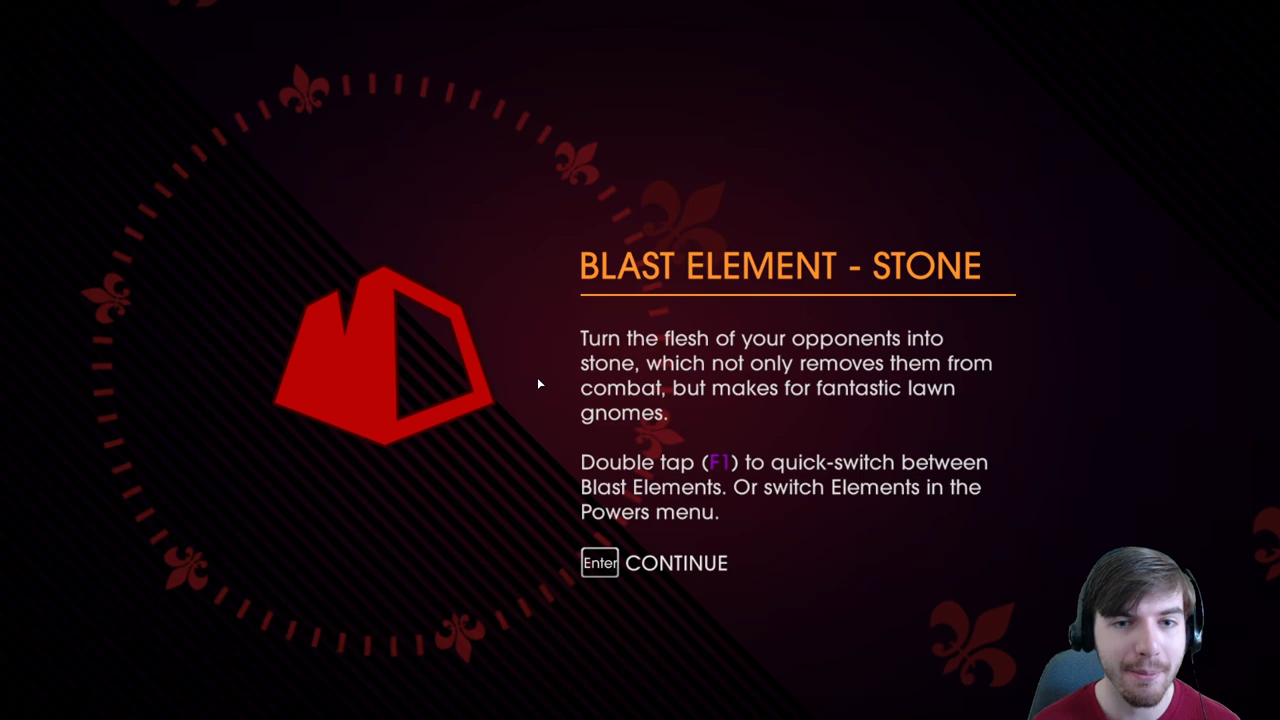 BLAST ELEMENT - STONE
Turn the flesh of your opponents into
stone, which not only removes them from
combat, but makes for fantastic lawn
gnomes.
Double tap (F1) to quick-switch between
Blast Elements. Or switch Elements in the
Powers menu.
Enter CONTINUE